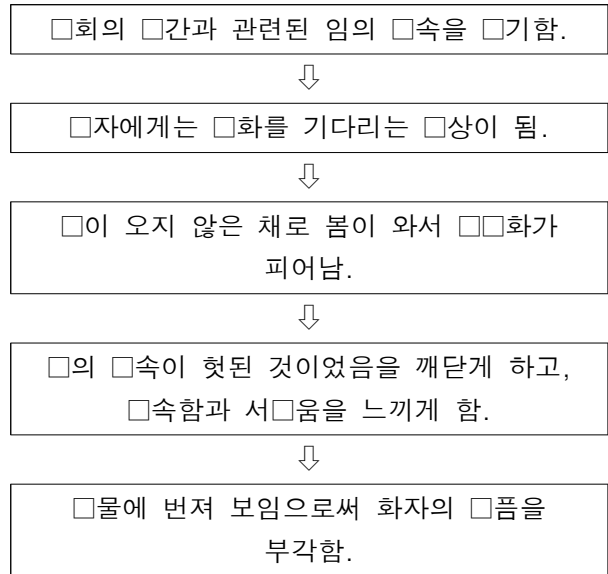 □회의 □간과 관련된 임의 □속을 □기함.
⇩
□자에게는 □화를 기다리는 □상이 됨.
⇩
□이 오지 않은 채로 봄이 와서 □□화가
피어남.
⇩
□의 □속이 헛된 것이었음을 깨닫게 하고,
□속함과 서□움을 느끼게 함.
⇩
□물에 번져 보임으로써 화자의 □픔을
부각함.